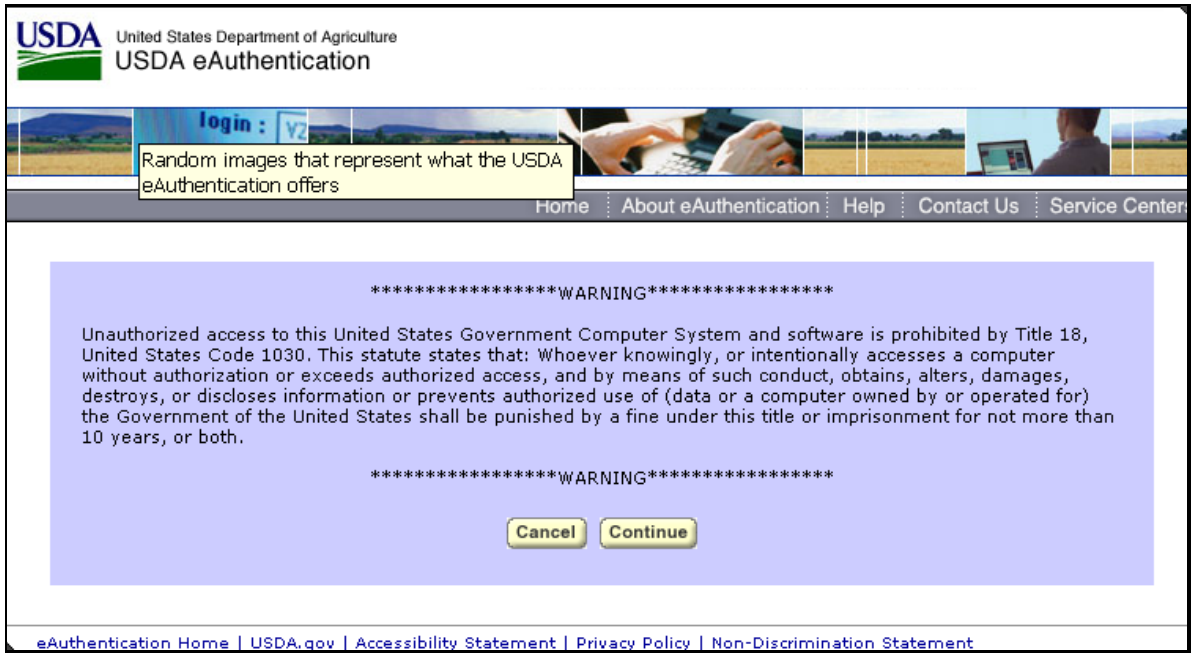 USDA
United States Department of Agriculture
USDA eAuthentication
login : VZ
Random images that represent what the USDA
eAuthentication offers
Home About eAuthentication Help Contact Us Service Centers
*****************WARNING*****************
Unauthorized access to this United States Government Computer System and software is prohibited by Title 18,
United States Code 1030. This statute states that: Whoever knowingly, or intentionally accesses a computer
without authorization or exceeds authorized access, and by means of such conduct, obtains, alters, damages,
destroys, or discloses information or prevents authorized use of (data or a computer owned by or operated for)
the Government of the United States shall be punished by a fine under this title or imprisonment for not more than
10 years, or both.
*****************WARNING*****************
Cancel Continue
eAuthentication Home | USDA.gov | Accessibility Statement | Privacy Policy | Non-Discrimination Statement